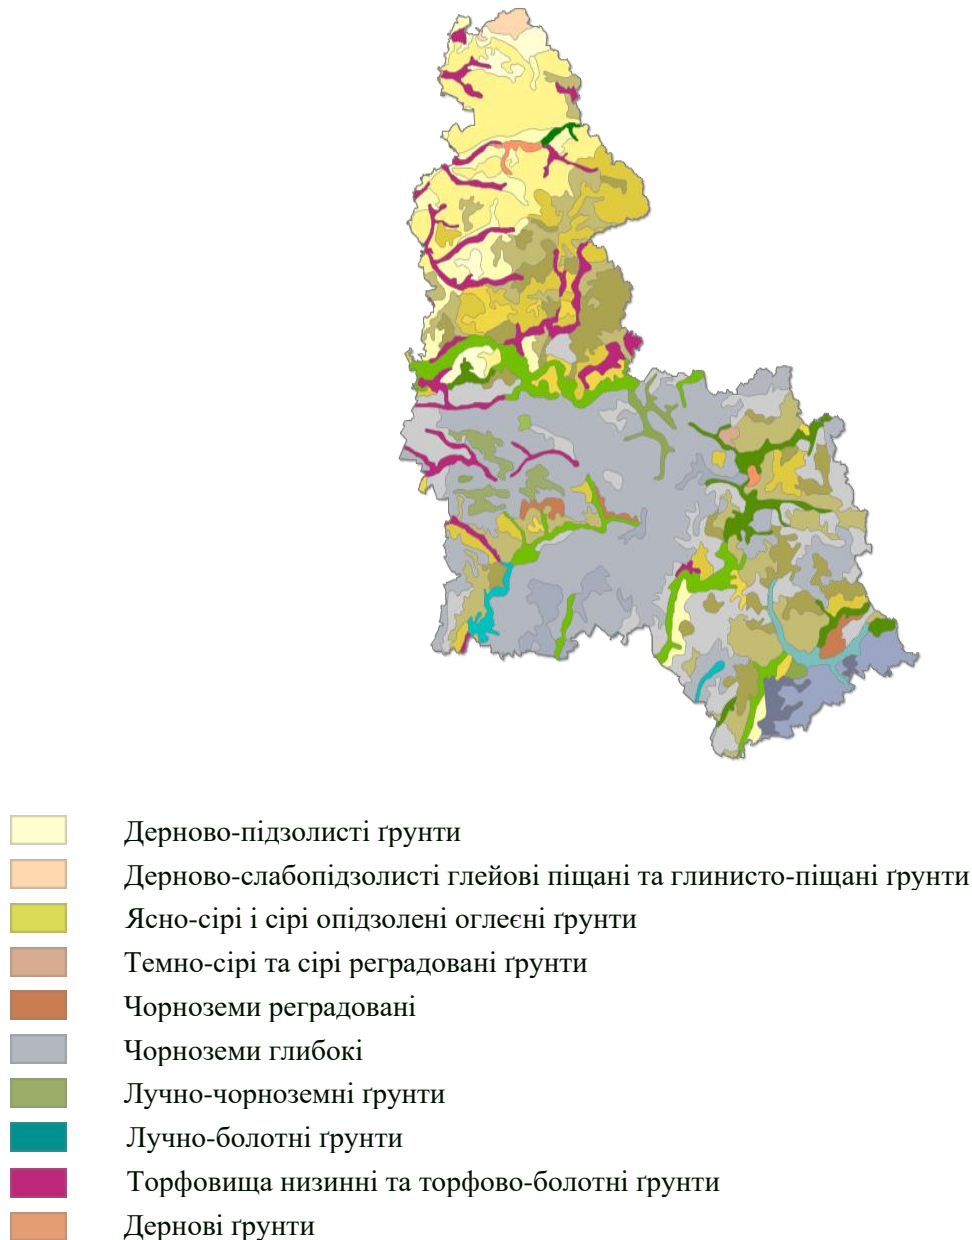 Дерново-підзолисті ґрунти
Дерново-слабопідзолисті глейові піщані та глинисто-піщані ґрунти
Ясно-сірі і сірі опідзолені оглеєні ґрунти
Темно-сірі та сірі реградовані ґрунти
Чорноземи реградовані
Чорноземи глибокі
Лучно-чорноземні ґрунти
Лучно-болотні ґрунти
Торфовища низинні та торфово-болотні ґрунти
Дернові ґрунти